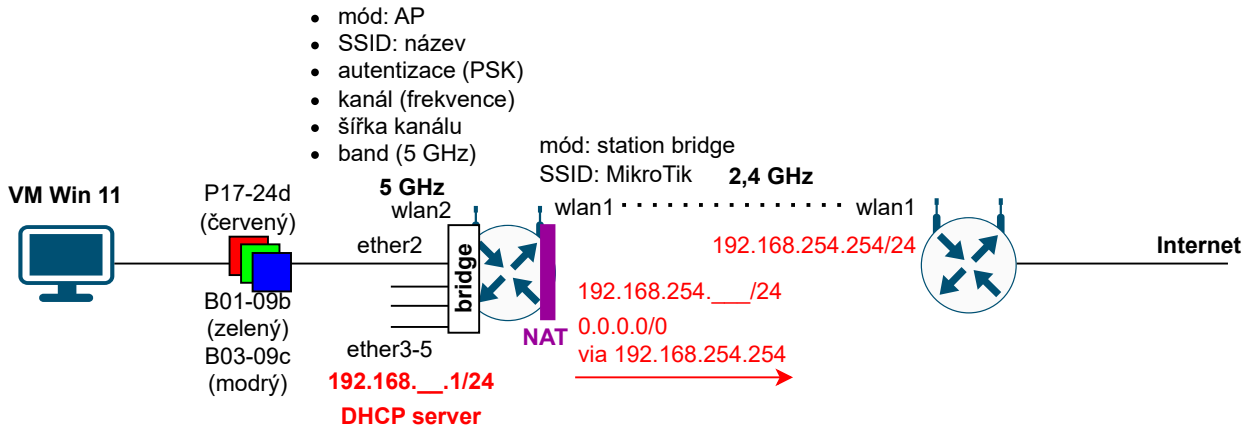 mód: AP
SSID: název
autentizace (PSK)
kanál (frekvence)
šířka kanálu
band (5 GHz)
mód: station bridge
SSID: MikroTik
2,4 GHz
VM Win 11
P17-24d
(červený)
5 GHz
wlan2
wlan1
wlan1
ether2
bridge
192.168.254.254/24
Internet
B01-09b
(zelený)
B03-09c
(modrý)
192.168.254.___/24
NAT
0.0.0.0/0
via 192.168.254.254
ether3-5
192.168.__.1/24
DHCP server